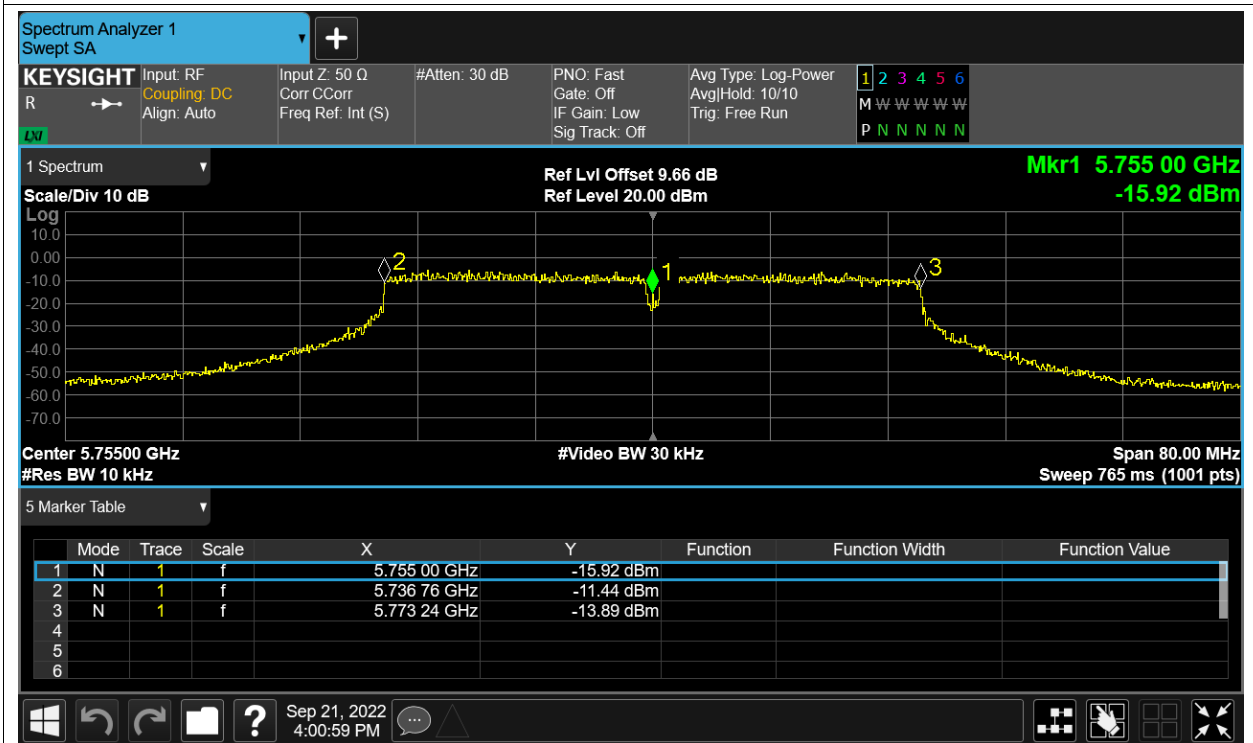 Spectrum Analyzer 1
Swept SA
+
KEYSIGHT Input: RF Input Z: 50 Ω #Atten: 30 dB PNO: Fast Avg Type: Log-Power 1 2 3 4 5 6
R Coupling: DC Corr CCorr Gate: Off Avg|Hold: 10/10 M W W W W W
Align: Auto Freq Ref: Int (S) IF Gain: Low Trig: Free Run
LXI Sig Track: Off P N N N N N
1 Spectrum Ref Lvl Offset 9.66 dB Mkr1 5.755 00 GHz
Scale/Div 10 dB Ref Level 20.00 dBm -15.92 dBm
Log
10.0
0.00
2 1 3
-10.0
-20.0
-30.0
-40.0
-50.0
-60.0
-70.0
Center 5.75500 GHz #Video BW 30 kHz Span 80.00 MHz
#Res BW 10 kHz Sweep 765 ms (1001 pts)
5 Marker Table
Mode Trace Scale X Y Function Function Width Function Value
1 N 1 f 5.755 00 GHz -15.92 dBm
2 N 1 f 5.736 76 GHz -11.44 dBm
3 N 1 f 5.773 24 GHz -13.89 dBm
4
5
6
? Sep 21, 2022
4:00:59 PM